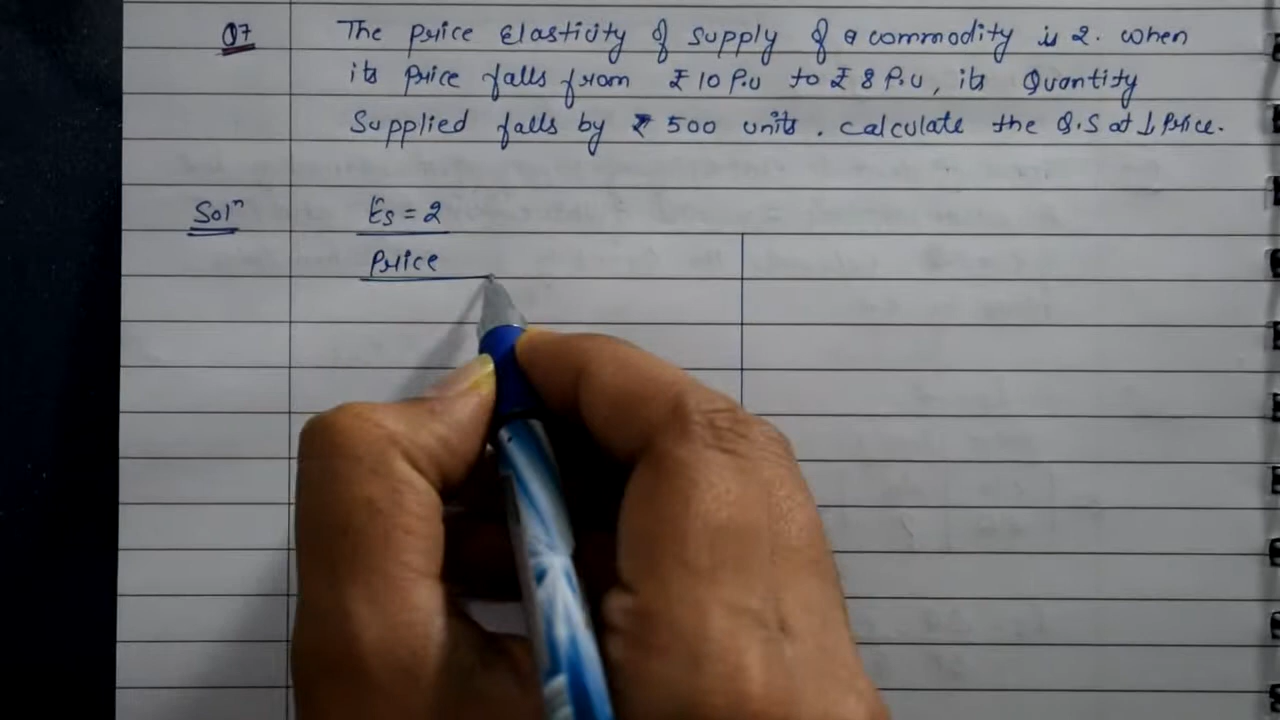 Q7 The price Elasticity of supply of a commodity is 2. when
its price falls from ₹ 10 P.U to ₹ 8 P.U, its Quantity
Supplied falls by ₹ 500 units. calculate the Q.S at ↓ Price.
Solⁿ Es = 2
Price